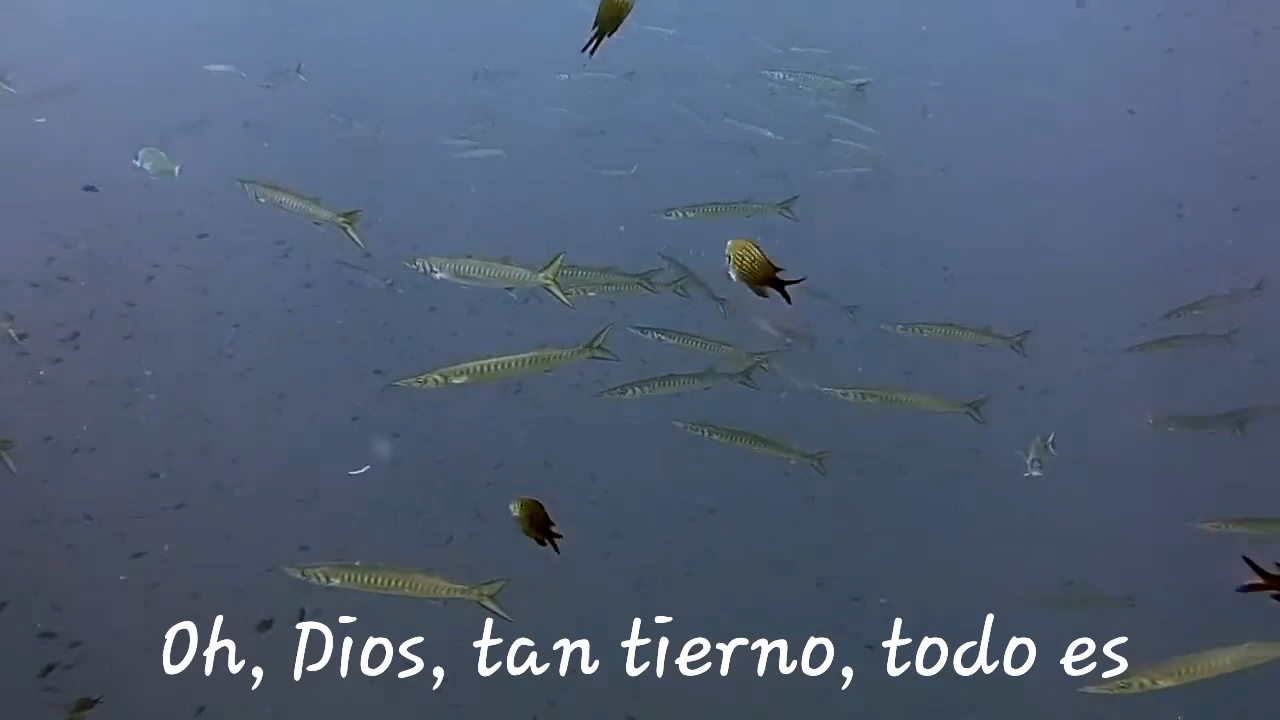 Oh, Dios, tan tierno, todo es